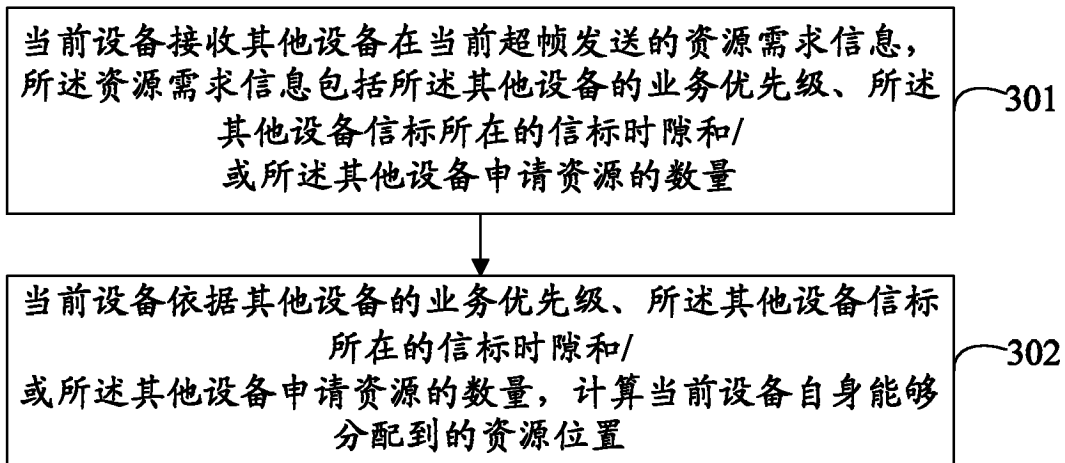 当前设备接收其他设备在当前超帧发送的资源需求信息，
所述资源需求信息包括所述其他设备的业务优先级、所述
其他设备信标所在的信标时隙和/
或所述其他设备申请资源的数量
301
当前设备依据其他设备的业务优先级、所述其他设备信标
所在的信标时隙和/
或所述其他设备申请资源的数量，计算当前设备自身能够
分配到的资源位置
302